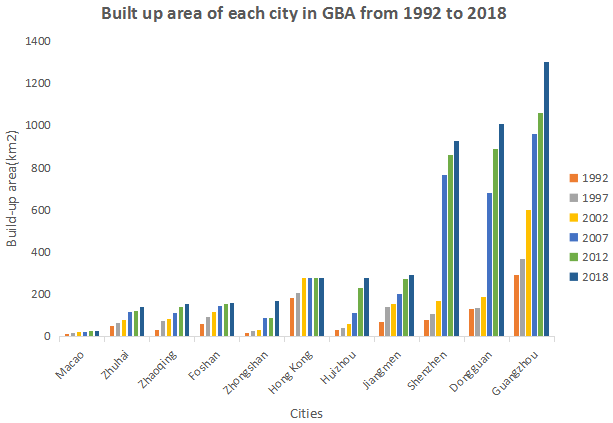 Built up area of each city in GBA from 1992 to 2018
1400
1200
1000
800
600
400
200
0
Build-up area(km2)
Macao
Zhuhai
Zhaoqing
Foshan
Zhongshan
Hong Kong
Huizhou
Jiangmen
Shenzhen
Dongguan
Guangzhou
Cities
1992
1997
2002
2007
2012
2018